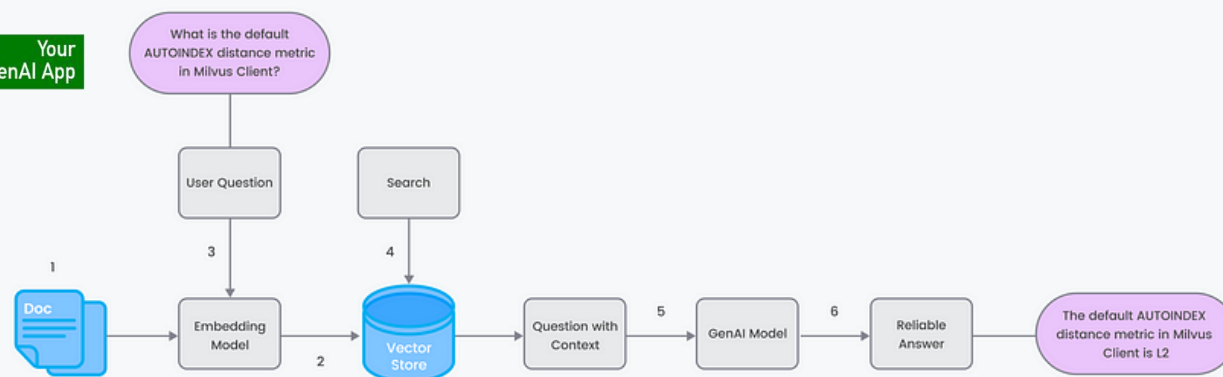 What is the default
AUTOINDEX distance metric
in Milvus Client?
Your
enAI App
User Question
Search
3
4
1
Doc
Embedding
Model
2
Vector
Store
Question with
Context
5
GenAI Model
6
Reliable
Answer
The default AUTOINDEX
distance metric in Milvus
Client is L2